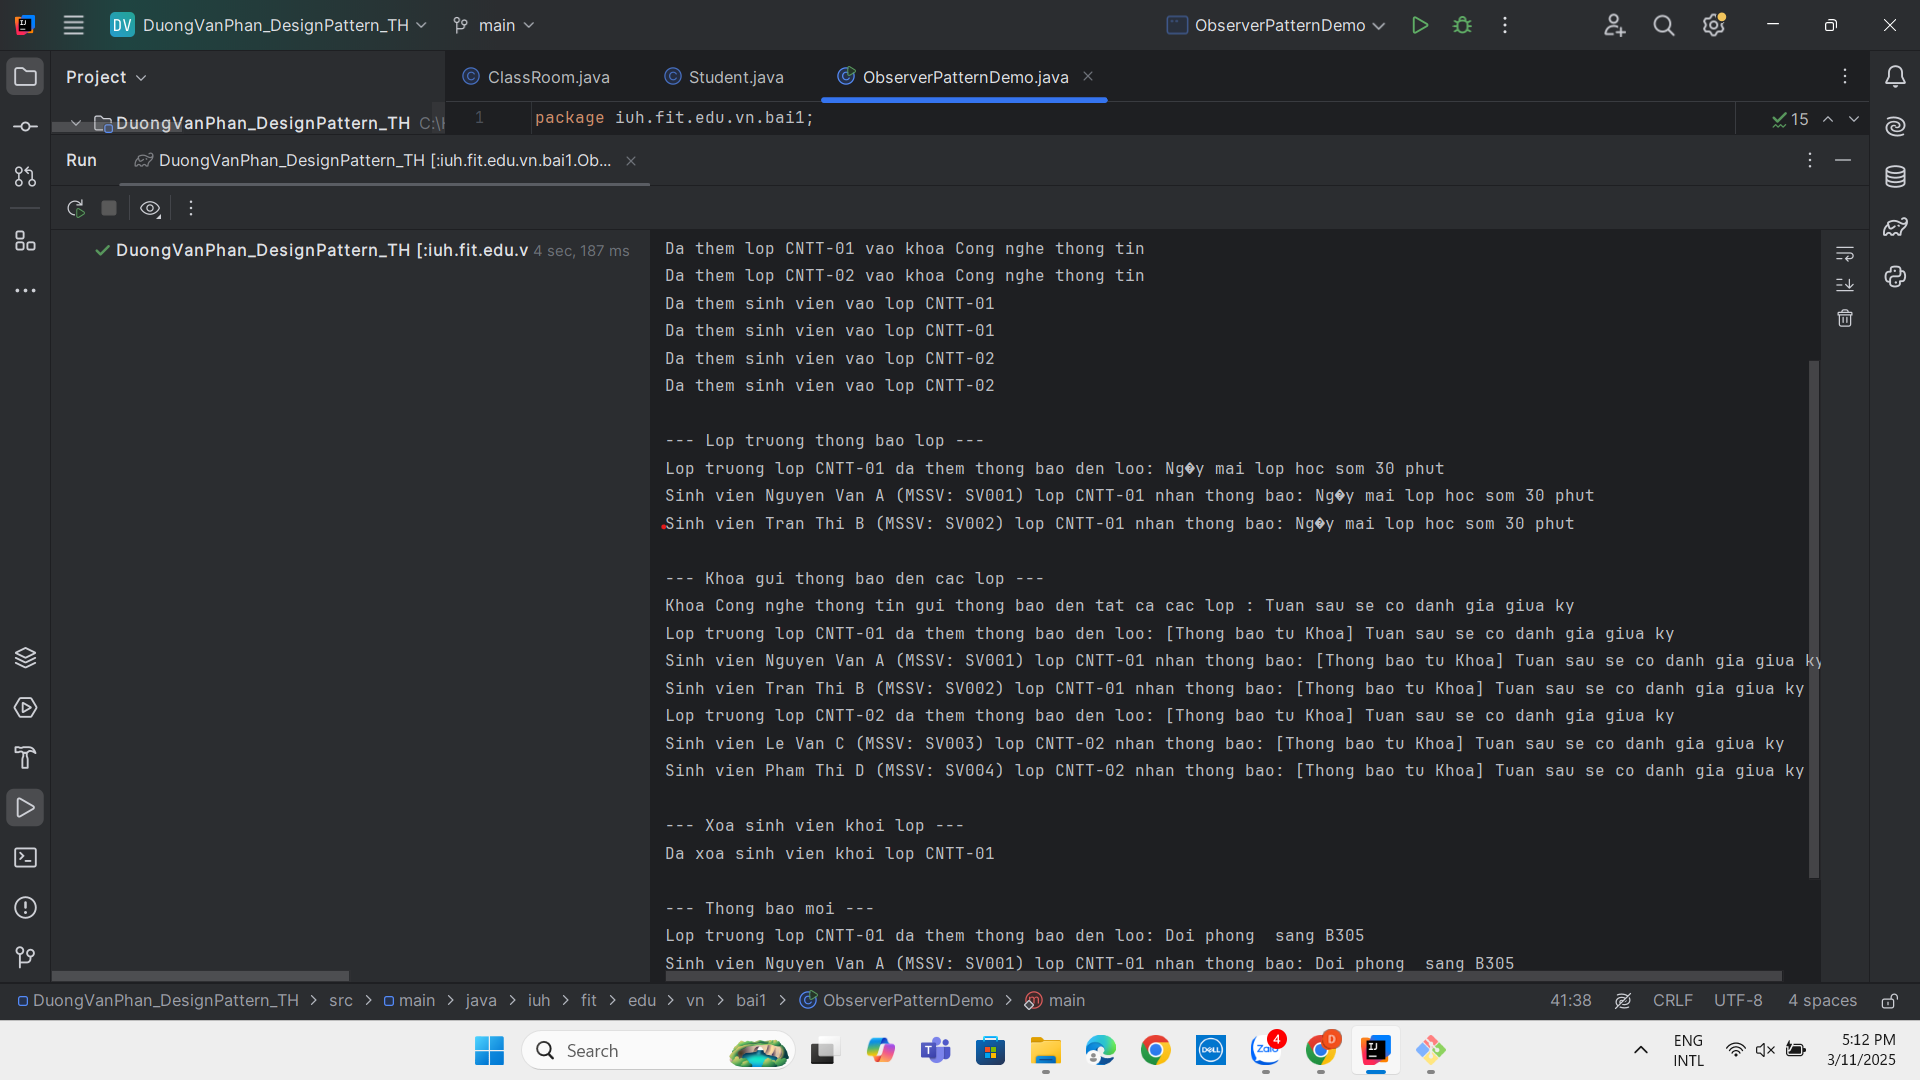 DV DuongVanPhan_DesignPattern_TH main ObserverPatternDemo
Project ClassRoom.java Student.java ObserverPatternDemo.java
DuongVanPhan_DesignPattern_TH 1 package iuh.fit.edu.vn.bai1; 15
Run DuongVanPhan_DesignPattern_TH [:iuh.fit.edu.vn.bai1.Ob...
DuongVanPhan_DesignPattern_TH [:iuh.fit.edu.v 4 sec, 187 ms
Da them lop CNTT-01 vao khoa Cong nghe thong tin
Da them lop CNTT-02 vao khoa Cong nghe thong tin
Da them sinh vien vao lop CNTT-01
Da them sinh vien vao lop CNTT-01
Da them sinh vien vao lop CNTT-02
Da them sinh vien vao lop CNTT-02
--- Lop truong thong bao lop ---
Lop truong lop CNTT-01 da them thong bao den loo: Ng�y mai lop hoc som 30 phut
Sinh vien Nguyen Van A (MSSV: SV001) lop CNTT-01 nhan thong bao: Ng�y mai lop hoc som 30 phut
Sinh vien Tran Thi B (MSSV: SV002) lop CNTT-01 nhan thong bao: Ng�y mai lop hoc som 30 phut
--- Khoa gui thong bao den cac lop ---
Khoa Cong nghe thong tin gui thong bao den tat ca cac lop : Tuan sau se co danh gia giua ky
Lop truong lop CNTT-01 da them thong bao den loo: [Thong bao tu Khoa] Tuan sau se co danh gia giua ky
Sinh vien Nguyen Van A (MSSV: SV001) lop CNTT-01 nhan thong bao: [Thong bao tu Khoa] Tuan sau se co danh gia giua ky
Sinh vien Tran Thi B (MSSV: SV002) lop CNTT-01 nhan thong bao: [Thong bao tu Khoa] Tuan sau se co danh gia giua ky
Lop truong lop CNTT-02 da them thong bao den loo: [Thong bao tu Khoa] Tuan sau se co danh gia giua ky
Sinh vien Le Van C (MSSV: SV003) lop CNTT-02 nhan thong bao: [Thong bao tu Khoa] Tuan sau se co danh gia giua ky
Sinh vien Pham Thi D (MSSV: SV004) lop CNTT-02 nhan thong bao: [Thong bao tu Khoa] Tuan sau se co danh gia giua ky
--- Xoa sinh vien khoi lop ---
Da xoa sinh vien khoi lop CNTT-01
--- Thong bao moi ---
Lop truong lop CNTT-01 da them thong bao den loo: Doi phong  sang B305
Sinh vien Nguyen Van A (MSSV: SV001) lop CNTT-01 nhan thong bao: Doi phong  sang B305
DuongVanPhan_DesignPattern_TH > src > main > java > iuh > fit > edu > vn > bai1 > ObserverPatternDemo > main 41:38 CRLF UTF-8 4 spaces
Search 4 D ENG 5:12 PM
INTL 3/11/2025